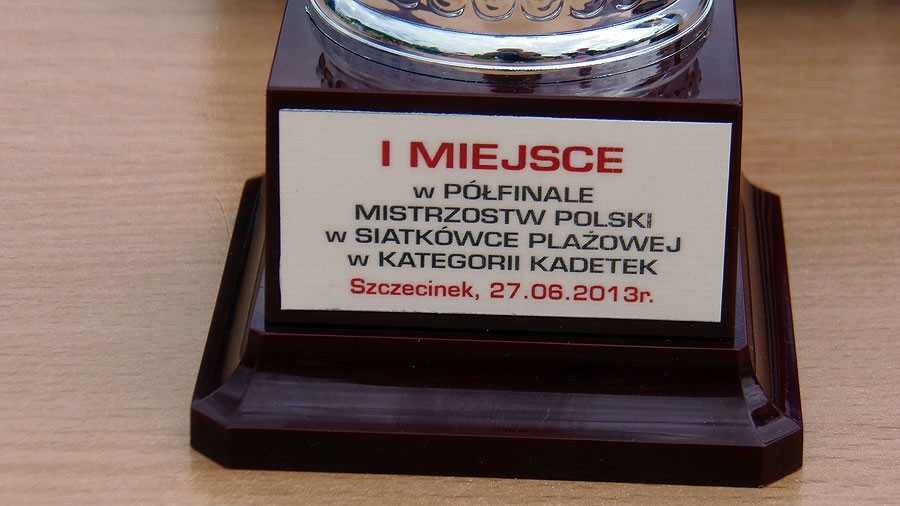 I MIEJSCE
w PÓŁFINALE
MISTRZOSTW POLSKI
w SIATKÓWCE PLAŻOWEJ
w KATEGORII KADETEK
Szczecinek, 27.06.2013r.